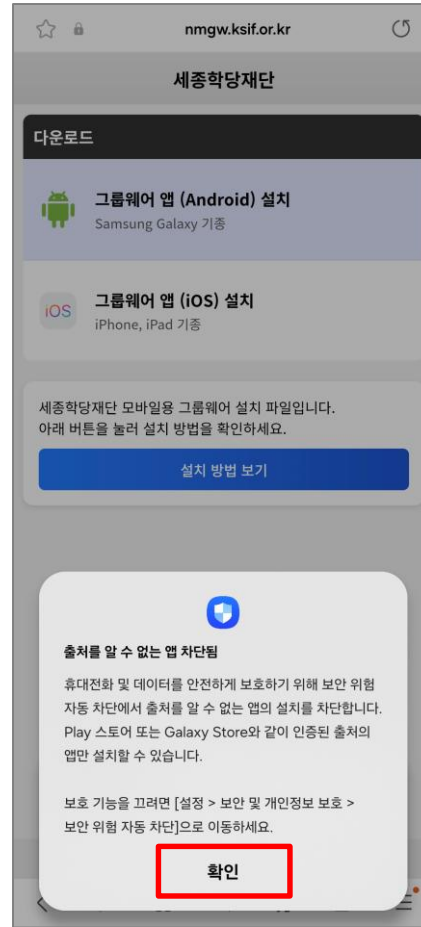 nmgw.ksif.or.kr
세종학당재단
다운로드
그룹웨어 앱 (Android) 설치
Samsung Galaxy 기종
iOS
그룹웨어 앱 (iOS) 설치
iPhone, iPad 기종
세종학당재단 모바일용 그룹웨어 설치 파일입니다.
아래 버튼을 눌러 설치 방법을 확인하세요.
설치 방법 보기
출처를 알 수 없는 앱 차단됨
휴대전화 및 데이터를 안전하게 보호하기 위해 보안 위험
자동 차단에서 출처를 알 수 없는 앱의 설치를 차단합니다.
Play 스토어 또는 Galaxy Store와 같이 인증된 출처의
앱만 설치할 수 있습니다.
보호 기능을 끄려면 [설정 > 보안 및 개인정보 보호 >
보안 위험 자동 차단]으로 이동하세요.
확인